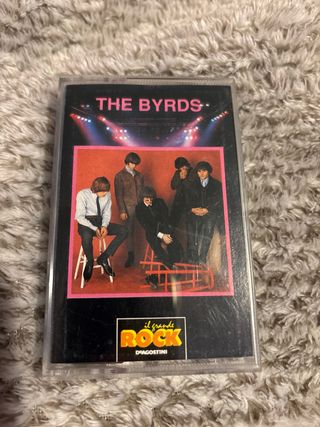 THE BYRDS
il grande
ROCK
DEAGOSTINI